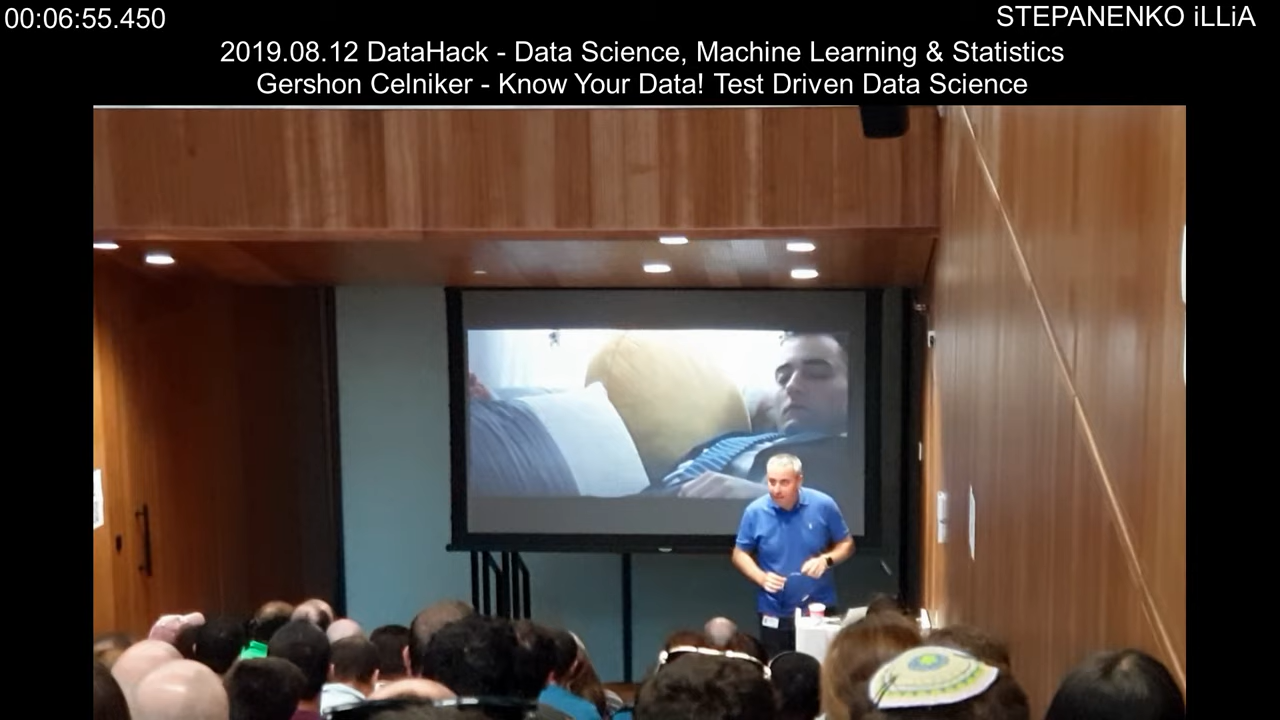 00:06:55.450
STEPANENKO iLLiA
2019.08.12 DataHack - Data Science, Machine Learning & Statistics
Gershon Celniker - Know Your Data! Test Driven Data Science